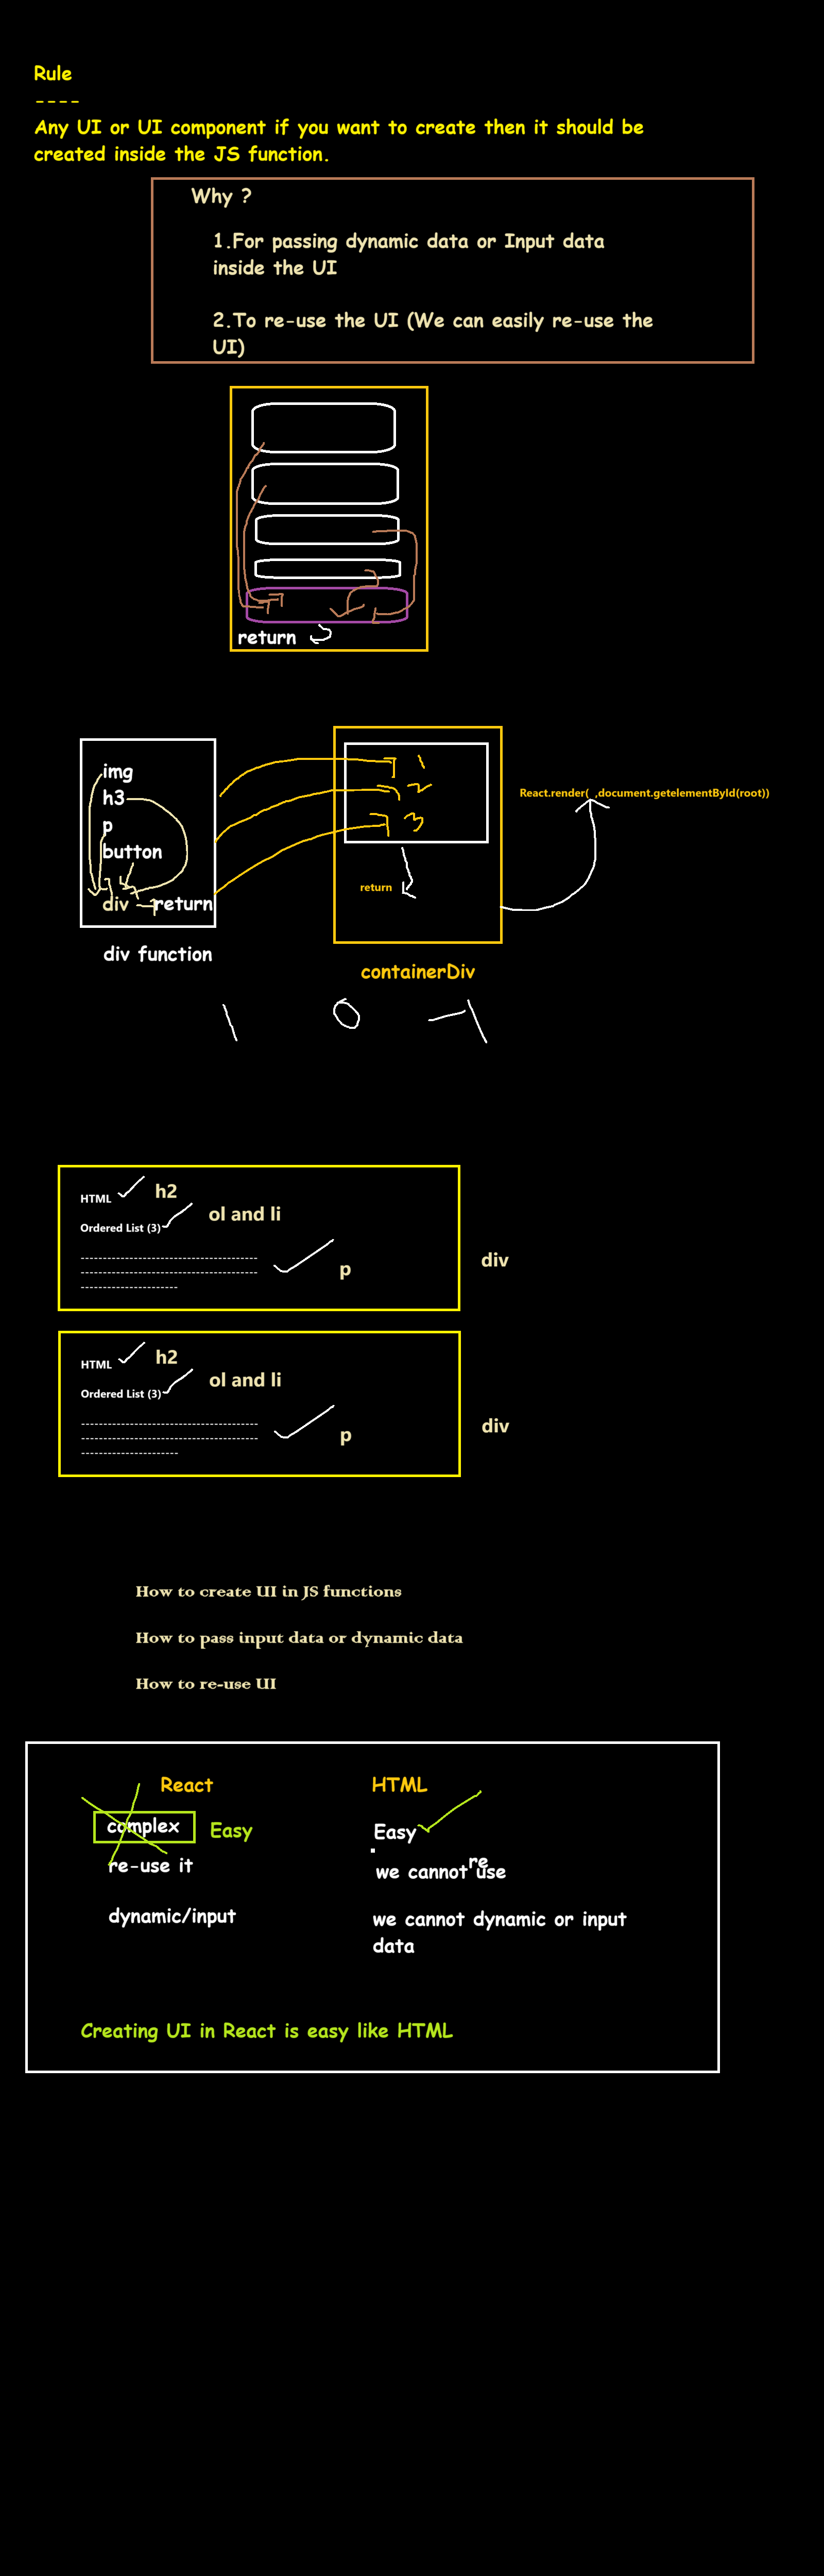 Rule
----
Any UI or UI component if you want to create then it should be
created inside the JS function.
Why ?
1.For passing dynamic data or Input data
inside the UI
2.To re-use the UI (We can easily re-use the
UI)
return
img
h3
p
button
div
return
div function
1
2
3
return
containerDiv
React.render( ,document.getelementById(root))
1 0 -1
HTML
h2
Ordered List (3)
ol and li
----------------------------------------
----------------------------------------
----------------------
p
div
HTML
h2
Ordered List (3)
ol and li
----------------------------------------
----------------------------------------
----------------------
p
div
How to create UI in JS functions
How to pass input data or dynamic data
How to re-use UI
React
complex
Easy
re-use it
dynamic/input
HTML
Easy
we cannot re use
we cannot dynamic or input
data
Creating UI in React is easy like HTML